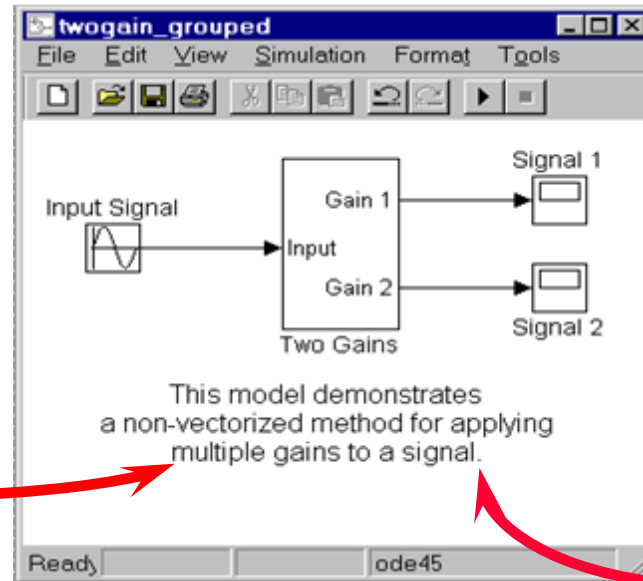 twogain_grouped
File Edit View Simulation Format Tools
Signal 1
Input Signal
Gain 1
Input
Gain 2
Two Gains
Signal 2
This model demonstrates
a non-vectorized method for applying
multiple gains to a signal.
Ready ode45